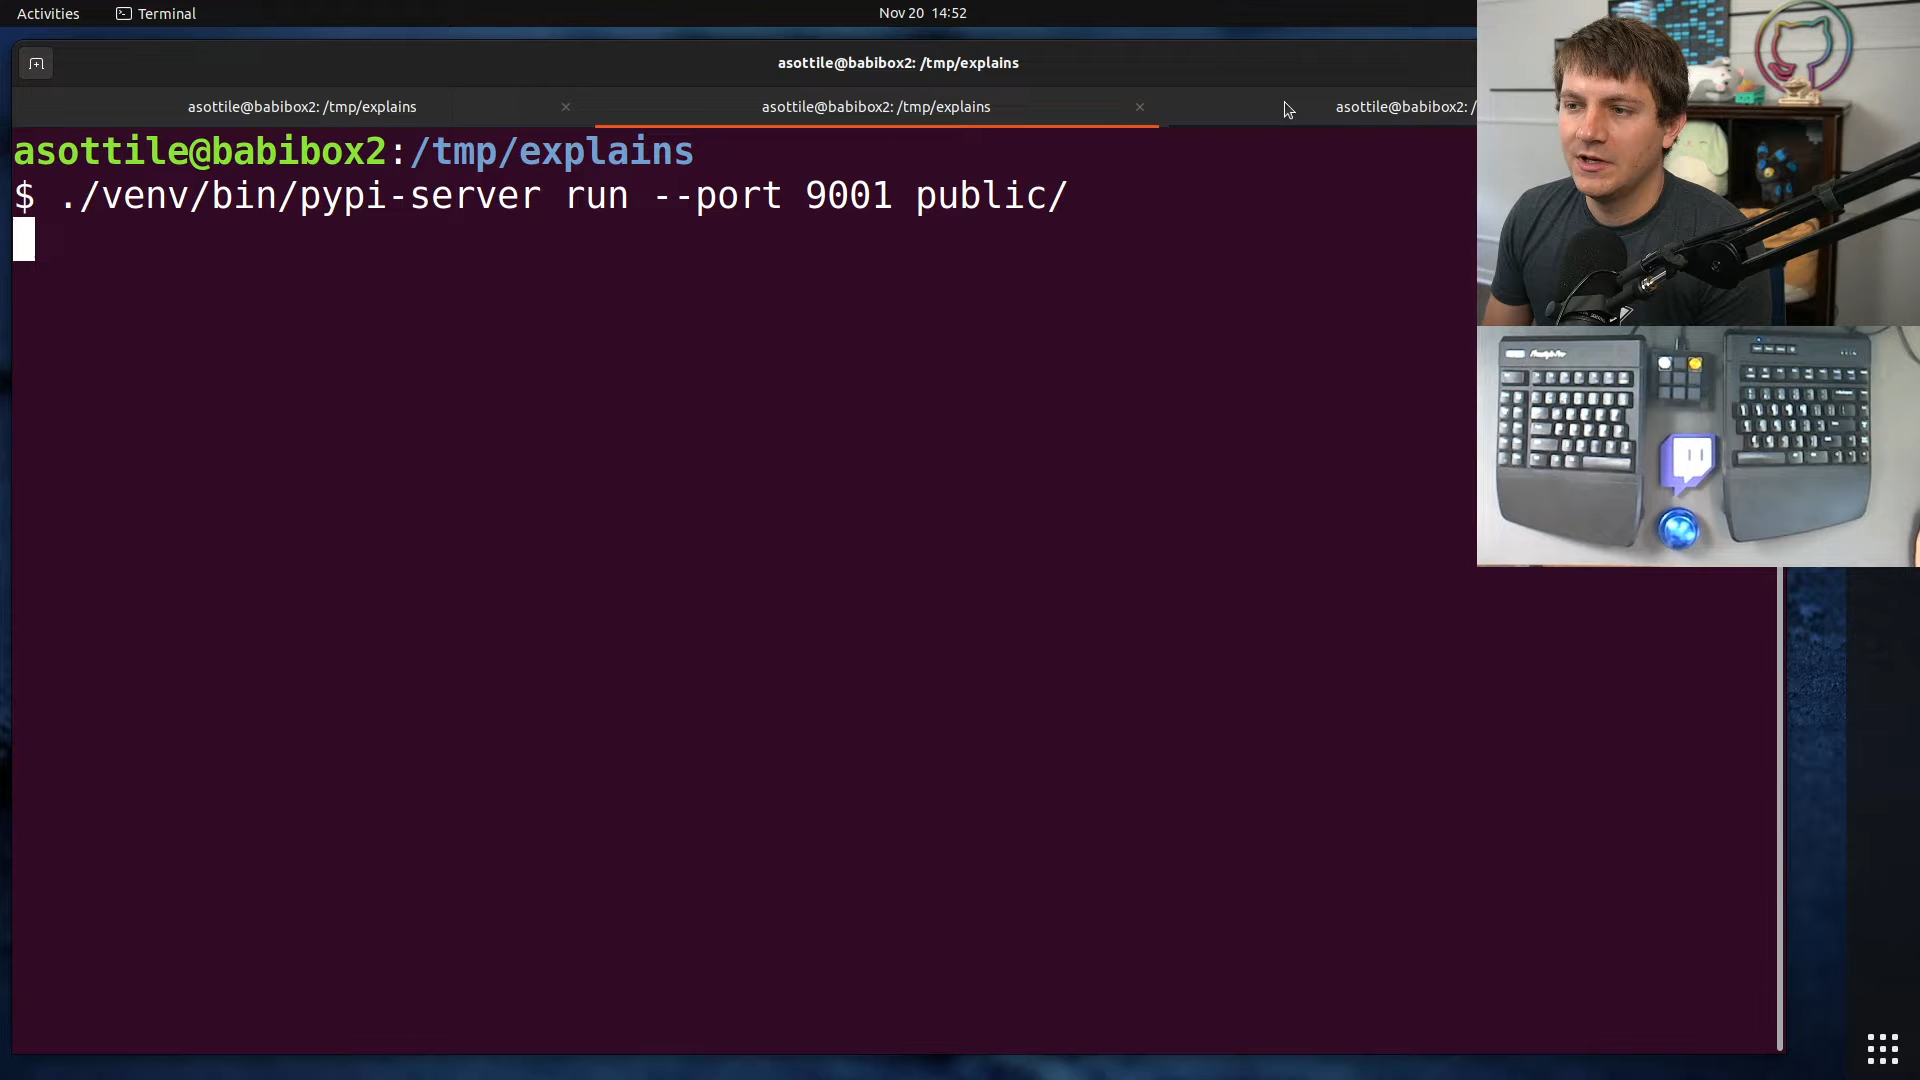 Activities
Terminal
Nov 20 14:52
asottile@babibox2: /tmp/explains
asottile@babibox2: /tmp/explains
asottile@babibox2: /tmp/explains
asottile@babibox2: /
asottile@babibox2:/tmp/explains
$ ./venv/bin/pypi-server run --port 9001 public/